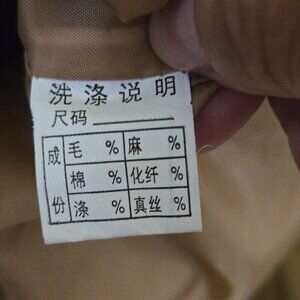 洗涤说明
尺码
成 毛 % 麻 %
棉 % 化纤 %
份 涤 % 真丝 %